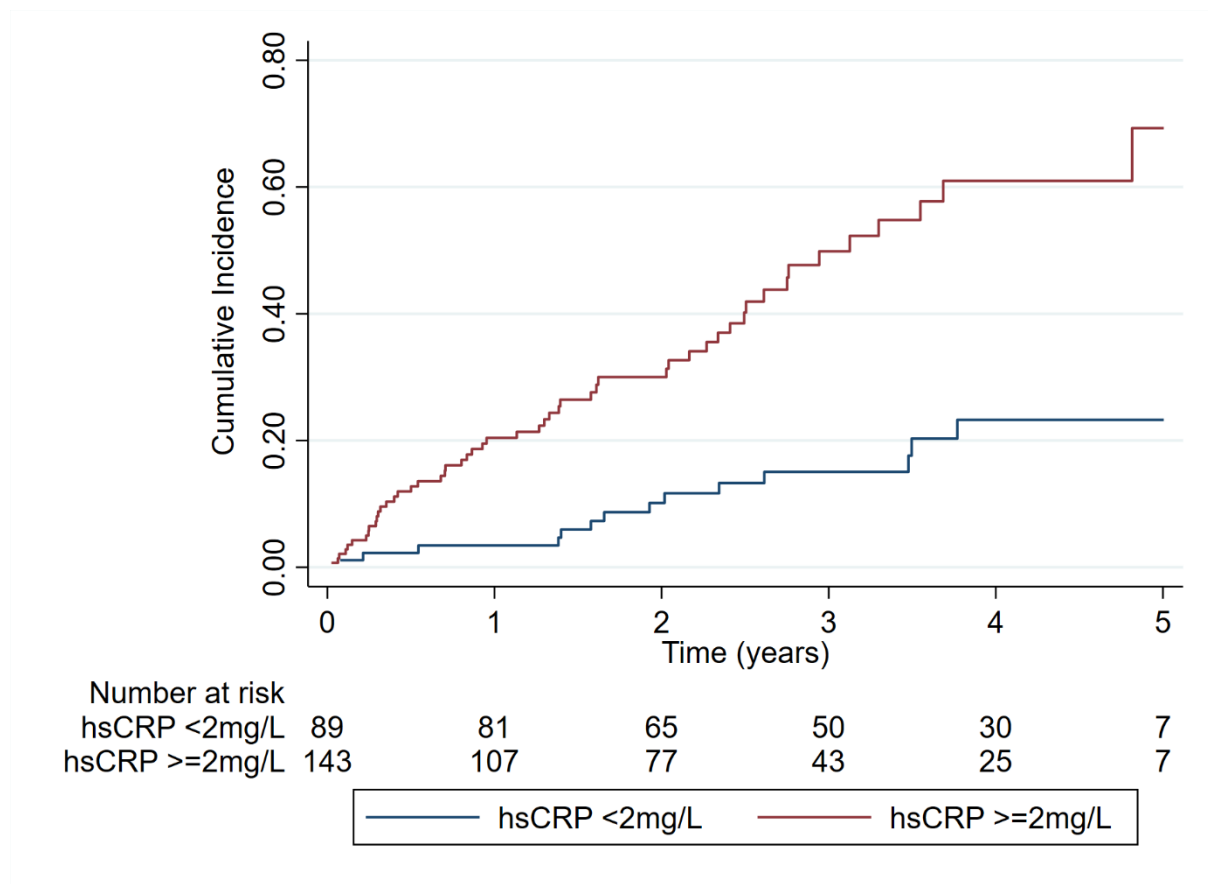 0.80
0.60
0.40
0.20
0.00
Cumulative Incidence
0 1 2 3 4 5
Time (years)
Number at risk
hsCRP <2mg/L 89 81 65 50 30 7
hsCRP >=2mg/L 143 107 77 43 25 7
hsCRP <2mg/L hsCRP >=2mg/L